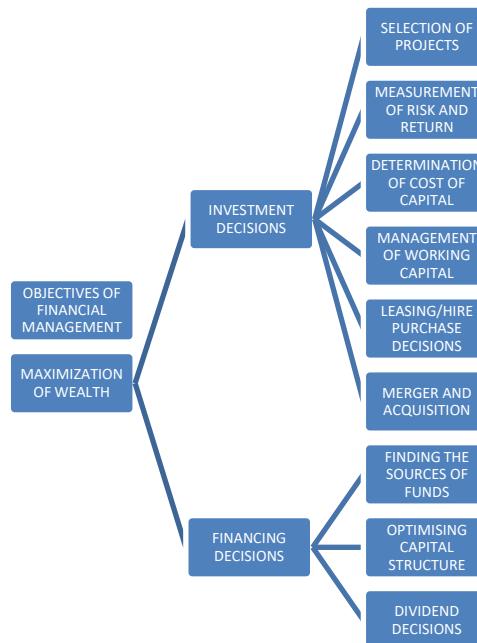 OBJECTIVES OF
FINANCIAL
MANAGEMENT
MAXIMIZATION
OF WEALTH
INVESTMENT
DECISIONS
SELECTION OF
PROJECTS
MEASUREMENT
OF RISK AND
RETURN
DETERMINATION
OF COST OF
CAPITAL
MANAGEMENT
OF WORKING
CAPITAL
LEASING/HIRE
PURCHASE
DECISIONS
MERGER AND
ACQUISITION
FINANCING
DECISIONS
FINDING THE
SOURCES OF
FUNDS
OPTIMISING
CAPITAL
STRUCTURE
DIVIDEND
DECISIONS